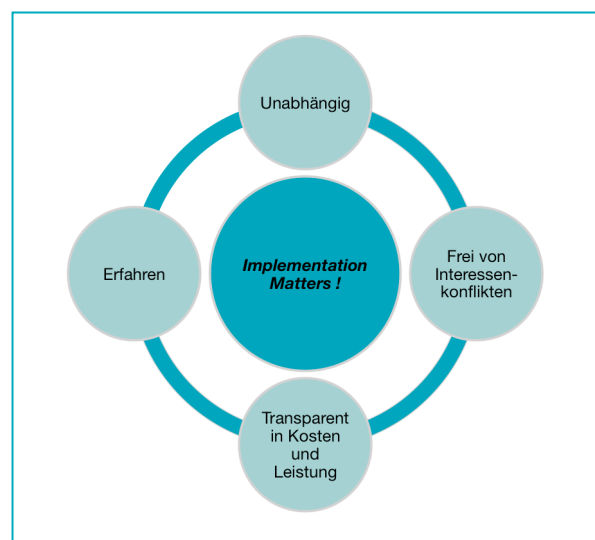 Unabhängig
Erfahren
Implementation
Matters !
Frei von
Interessen-
konflikten
Transparent
in Kosten
und
Leistung